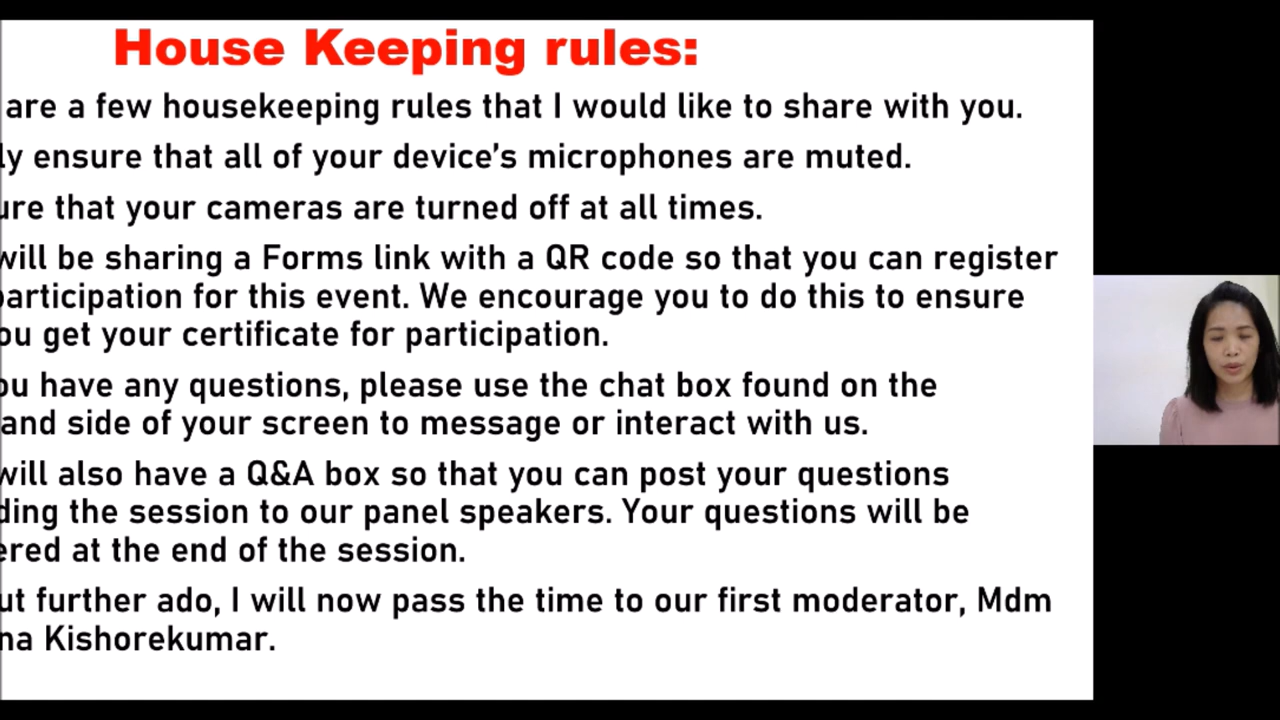 House Keeping rules:
are a few housekeeping rules that I would like to share with you.
ly ensure that all of your device's microphones are muted.
ure that your cameras are turned off at all times.
will be sharing a Forms link with a QR code so that you can register
participation for this event. We encourage you to do this to ensure
ou get your certificate for participation.
ou have any questions, please use the chat box found on the
and side of your screen to message or interact with us.
will also have a Q&A box so that you can post your questions
ding the session to our panel speakers. Your questions will be
ered at the end of the session.
ut further ado, I will now pass the time to our first moderator, Mdm
na Kishorekumar.